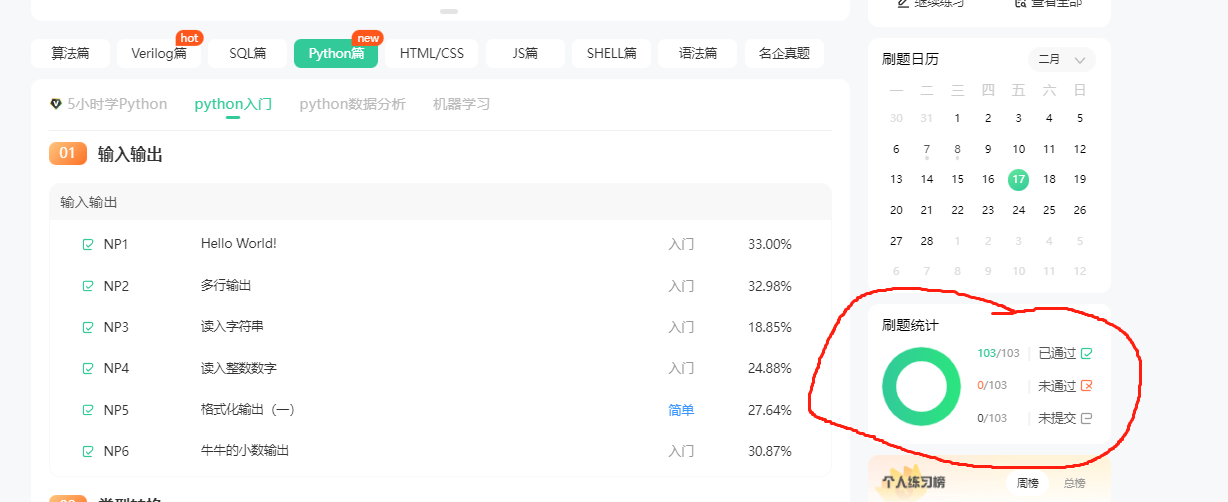 继续练习 查看全部
算法篇 Verilog篇 hot SQL篇 Python篇 new HTML/CSS JS篇 SHELL篇 语法篇 名企真题
5小时学Python python入门 python数据分析 机器学习
01 输入输出
输入输出
NP1 Hello World! 入门 33.00%
NP2 多行输出 入门 32.98%
NP3 读入字符串 入门 18.85%
NP4 读入整数数字 入门 24.88%
NP5 格式化输出（一） 简单 27.64%
NP6 牛牛的小数输出 入门 30.87%
刷题日历 二月
一 二 三 四 五 六 日
30 31 1 2 3 4 5
6 7 8 9 10 11 12
13 14 15 16 17 18 19
20 21 22 23 24 25 26
27 28 1 2 3 4 5
6 7 8 9 10 11 12
刷题统计
103/103 已通过
0/103 未通过
0/103 未提交
个人练习榜 周榜 总榜